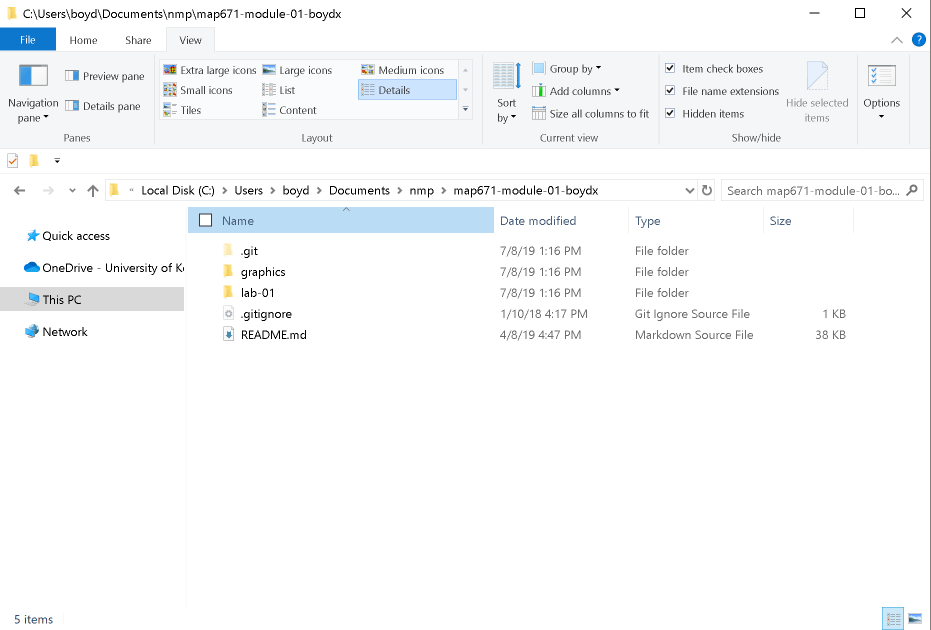 C:\Users\boyd\Documents\nmp\map671-module-01-boydx
File Home Share View
Navigation pane
Preview pane
Details pane
Panes
Extra large icons Large icons Medium icons
Small icons List Details
Tiles Content
Layout
Sort by
Group by
Add columns
Size all columns to fit
Current view
Item check boxes
File name extensions
Hidden items
Hide selected items
Show/hide
Options
Local Disk (C:) Users boyd Documents nmp map671-module-01-boydx
Search map671-module-01-bo...
Quick access
OneDrive - University of Ke
This PC
Network
Name Date modified Type Size
.git 7/8/19 1:16 PM File folder
graphics 7/8/19 1:16 PM File folder
lab-01 7/8/19 1:16 PM File folder
.gitignore 1/10/18 4:17 PM Git Ignore Source File 1 KB
README.md 4/8/19 4:47 PM Markdown Source File 38 KB
5 items